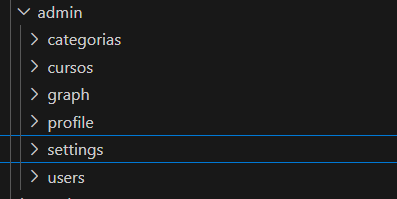 admin
categorias
cursos
graph
profile
settings
users